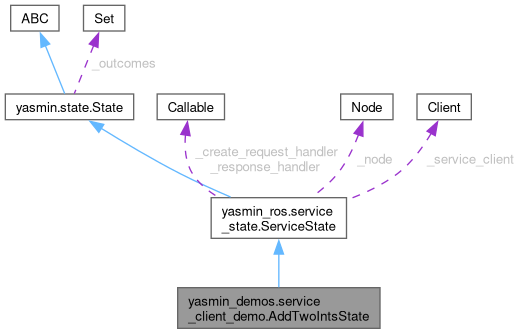 ABC
Set
_outcomes
yasmin.state.State
Callable
Node
Client
_create_request_handler
_response_handler
_node
_service_client
yasmin_ros.service
_state.ServiceState
yasmin_demos.service
_client_demo.AddTwoIntsState